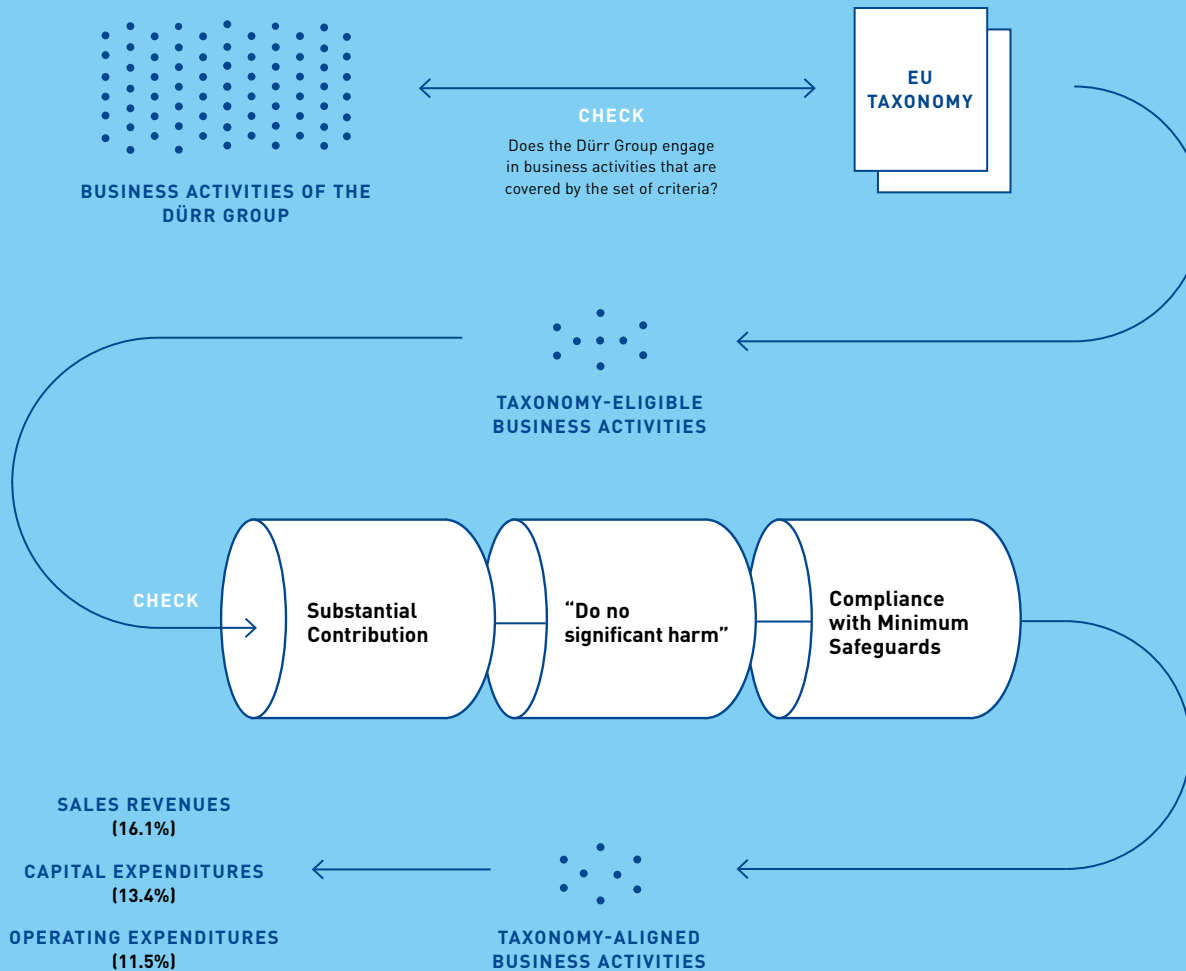 EU
TAXONOMY
CHECK
Does the Dürr Group engage
in business activities that are
covered by the set of criteria?
BUSINESS ACTIVITIES OF THE
DÜRR GROUP
TAXONOMY-ELIGIBLE
BUSINESS ACTIVITIES
CHECK
Substantial
Contribution
“Do no
significant harm”
Compliance
with Minimum
Safeguards
SALES REVENUES
(16.1%)
CAPITAL EXPENDITURES
(13.4%)
OPERATING EXPENDITURES
(11.5%)
TAXONOMY-ALIGNED
BUSINESS ACTIVITIES